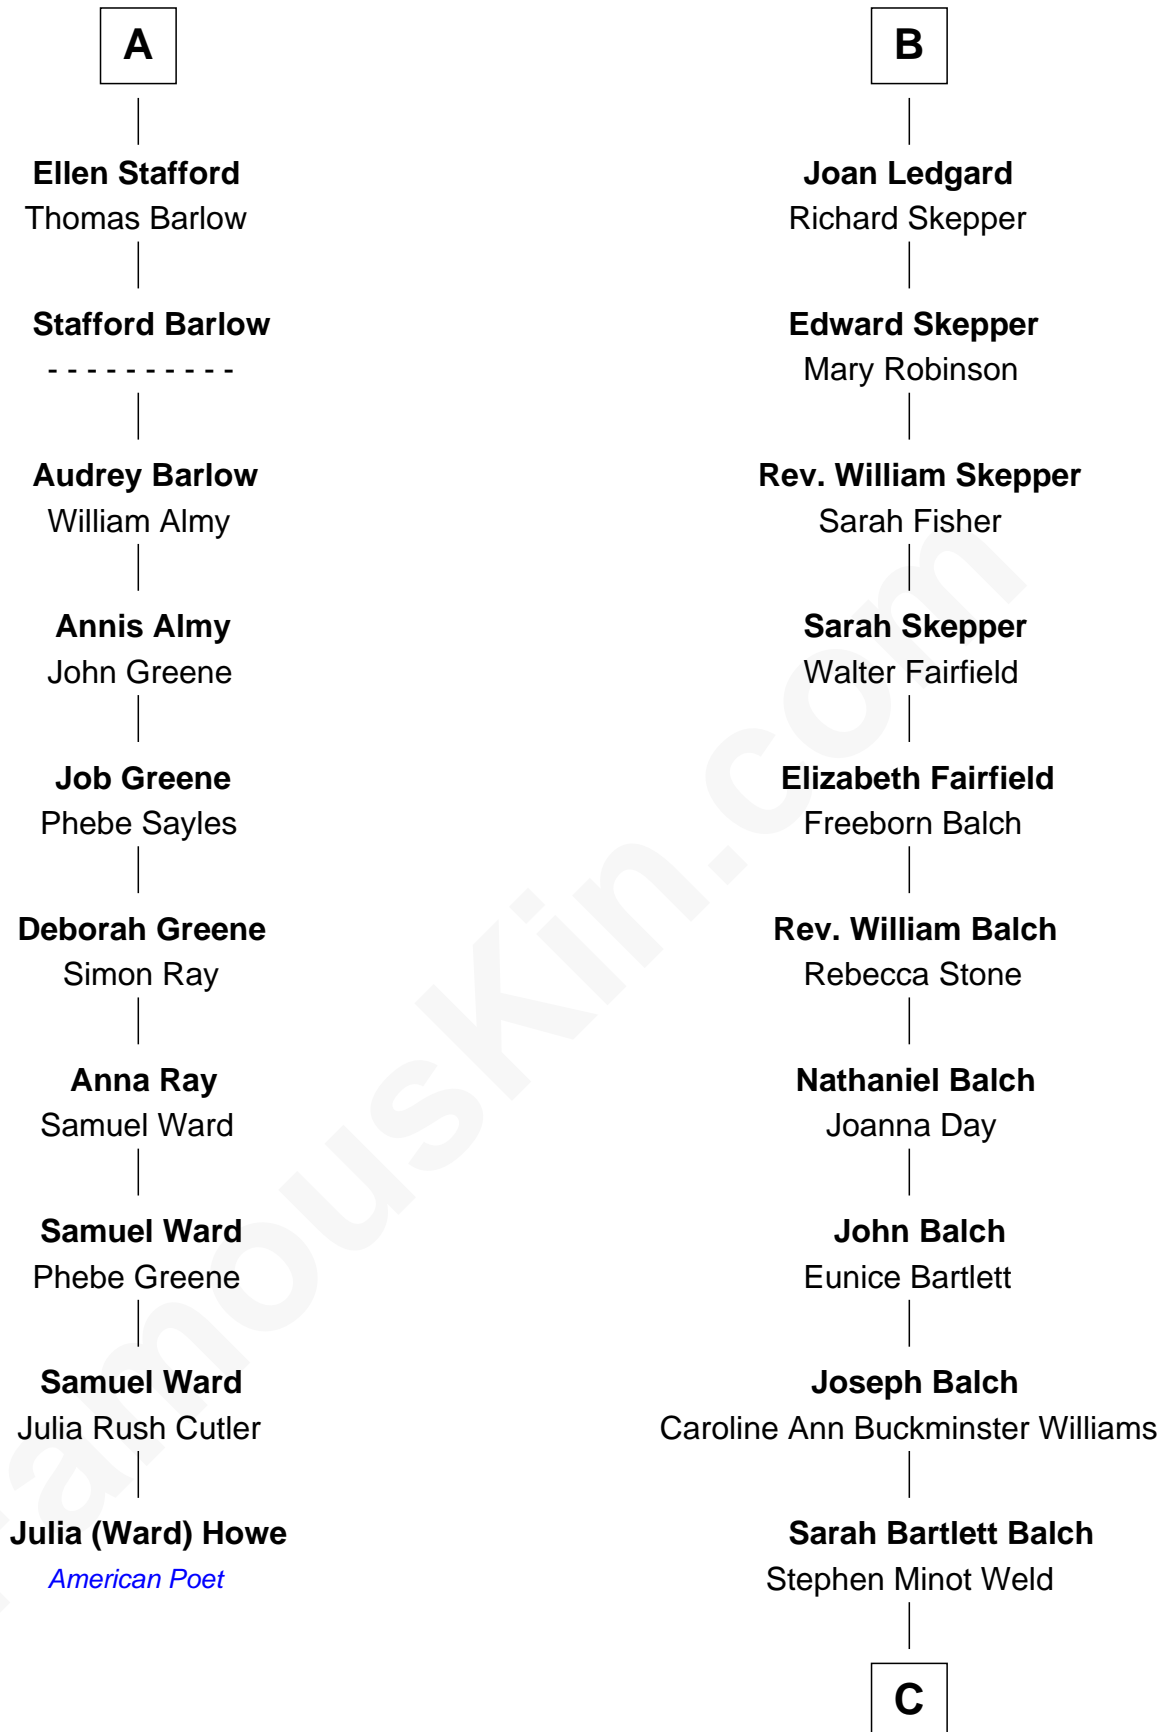 A
Ellen Stafford
Thomas Barlow
Stafford Barlow
- - - - - - - - - -
Audrey Barlow
William Almy
Annis Almy
John Greene
Job Greene
Phebe Sayles
Deborah Greene
Simon Ray
Anna Ray
Samuel Ward
Samuel Ward
Phebe Greene
Samuel Ward
Julia Rush Cutler
Julia (Ward) Howe
American Poet
B
Joan Ledgard
Richard Skepper
Edward Skepper
Mary Robinson
Rev. William Skepper
Sarah Fisher
Sarah Skepper
Walter Fairfield
Elizabeth Fairfield
Freeborn Balch
Rev. William Balch
Rebecca Stone
Nathaniel Balch
Joanna Day
John Balch
Eunice Bartlett
Joseph Balch
Caroline Ann Buckminster Williams
Sarah Bartlett Balch
Stephen Minot Weld
C
FamousKin.com